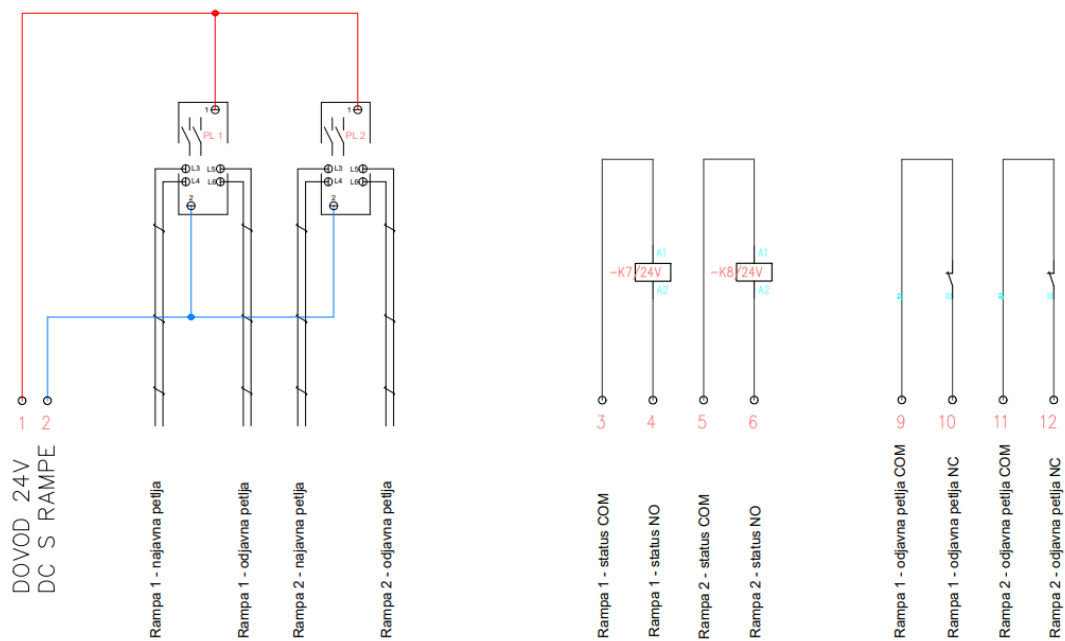 1
PL 1
L3
L5
L4
L6
2
1
PL 2
L3
L5
L4
L6
2
A1
-K7/24V
A2
A1
-K8/24V
A2
1
2
3
4
5
6
9
10
11
12
DOVOD 24V
DC S RAMPE
Rampa 1 - najavna petlja
Rampa 1 - odjavna petlja
Rampa 2 - najavna petlja
Rampa 2 - odjavna petlja
Rampa 1 - status COM
Rampa 1 - status NO
Rampa 2 - status COM
Rampa 2 - status NO
Rampa 1 - odjavna petlja COM
Rampa 1 - odjavna petlja NC
Rampa 2 - odjavna petlja COM
Rampa 2 - odjavna petlja NC